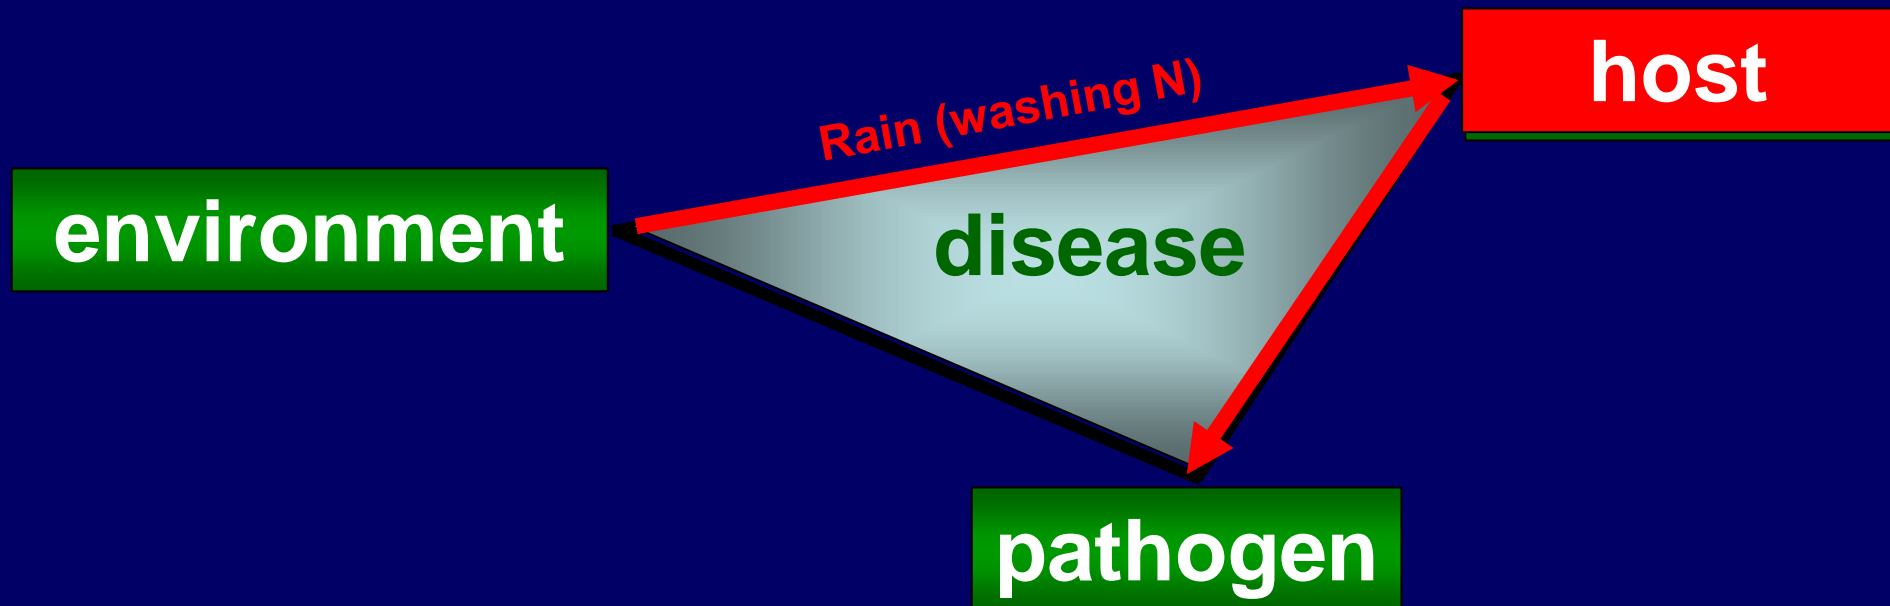 host
Rain (washing N)
environment
disease
pathogen